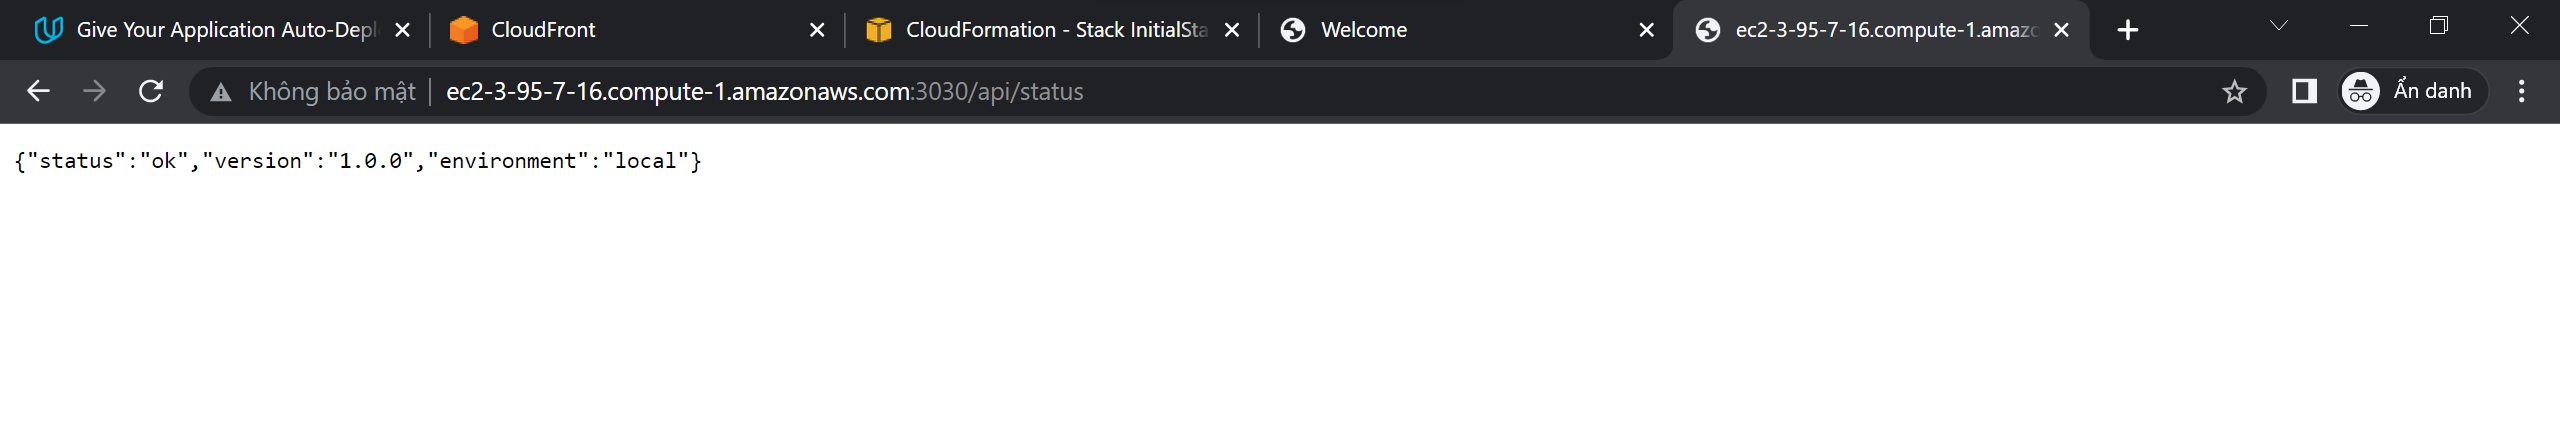 Give Your Application Auto-Depl
CloudFront
CloudFormation - Stack InitialSta
Welcome
ec2-3-95-7-16.compute-1.amazo
Không bảo mật
ec2-3-95-7-16.compute-1.amazonaws.com:3030/api/status
Ẩn danh
{"status":"ok","version":"1.0.0","environment":"local"}